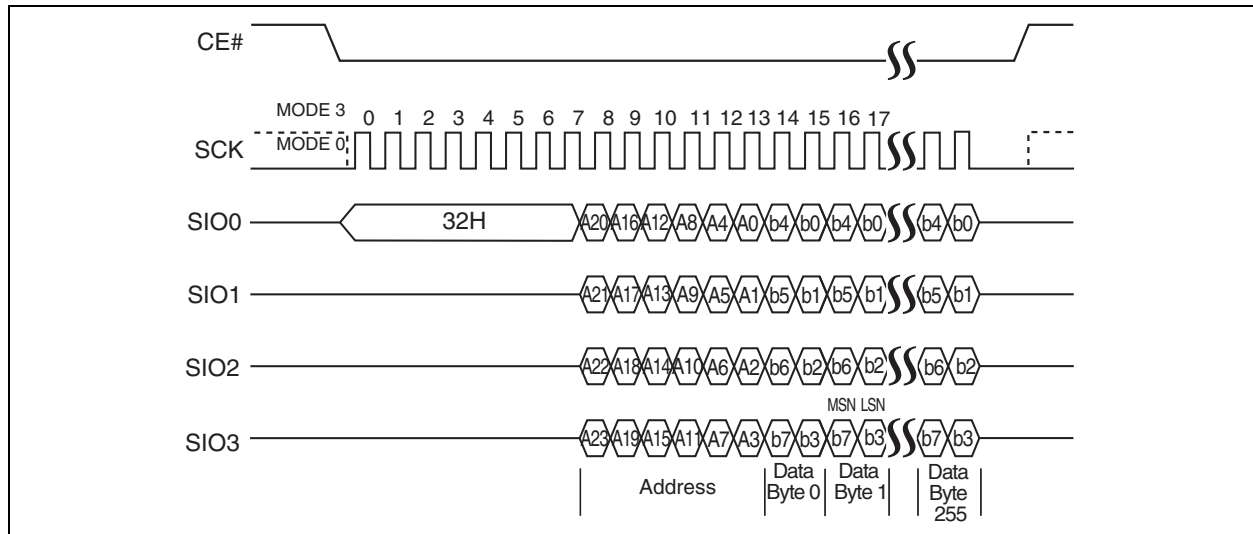 CE#
MODE 3
0 1 2 3 4 5 6 7 8 9 10 11 12 13 14 15 16 17
SCK
MODE 0
SIO0
32H
A20 A16 A12 A8 A4 A0 b4 b0 b4 b0 b4 b0
SIO1
A21 A17 A13 A9 A5 A1 b5 b1 b5 b1 b5 b1
SIO2
A22 A18 A14 A10 A6 A2 b6 b2 b6 b2 b6 b2
MSN LSN
SIO3
A23 A19 A15 A11 A7 A3 b7 b3 b7 b3 b7 b3
Address
Data
Byte 0
Data
Byte 1
Data
Byte
255